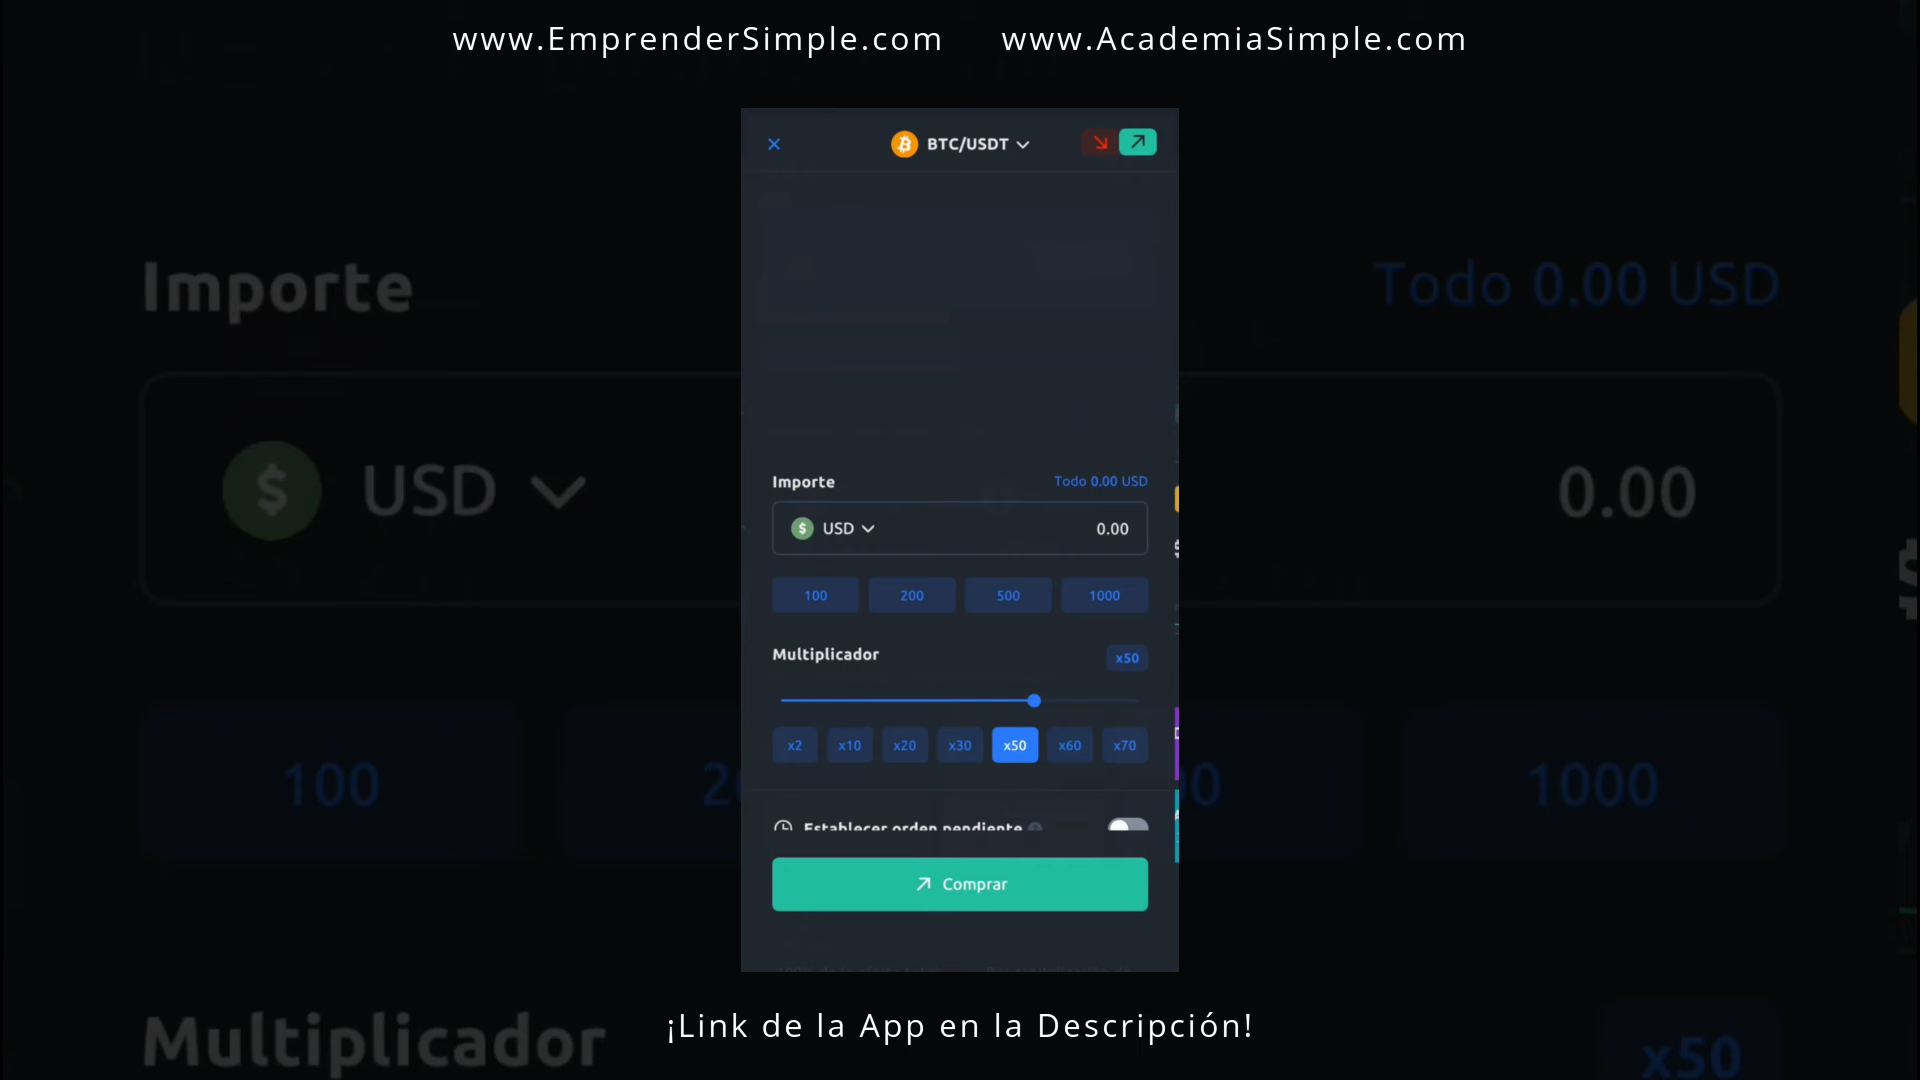 www.EmprenderSimple.com www.AcademiaSimple.com
BTC/USDT
Importe Todo 0.00 USD
$ USD 0.00
100 200 500 1000
Multiplicador x50
x2 x10 x20 x30 x50 x60 x70
Establecer orden pendiente
Comprar
¡Link de la App en la Descripción!
Importe Todo 0.00 USD
$ USD 0.00
100 1000
Multiplicador x50